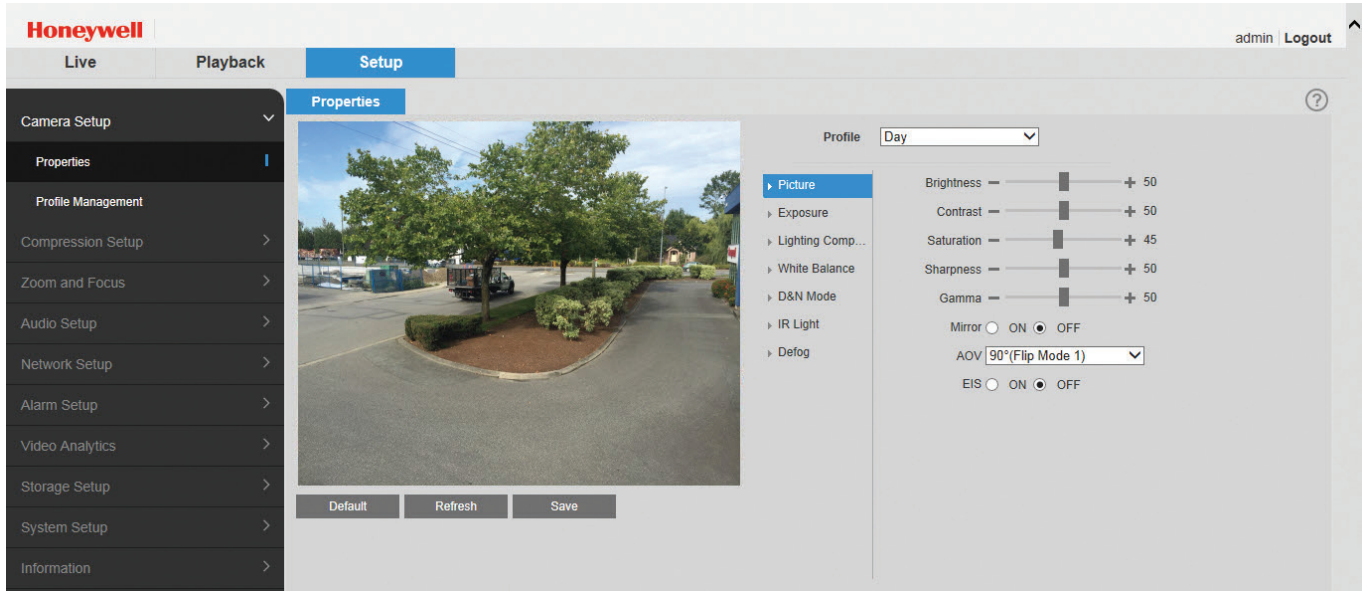 Honeywell
admin | Logout
Live Playback Setup
Properties
Camera Setup
Properties
Profile Management
Compression Setup
Zoom and Focus
Audio Setup
Network Setup
Alarm Setup
Video Analytics
Storage Setup
System Setup
Information
Default Refresh Save
Profile Day
Picture
Exposure
Lighting Comp...
White Balance
D&N Mode
IR Light
Defog
Brightness 50
Contrast 50
Saturation 45
Sharpness 50
Gamma 50
Mirror ON OFF
AOV 90°(Flip Mode 1)
EIS ON OFF